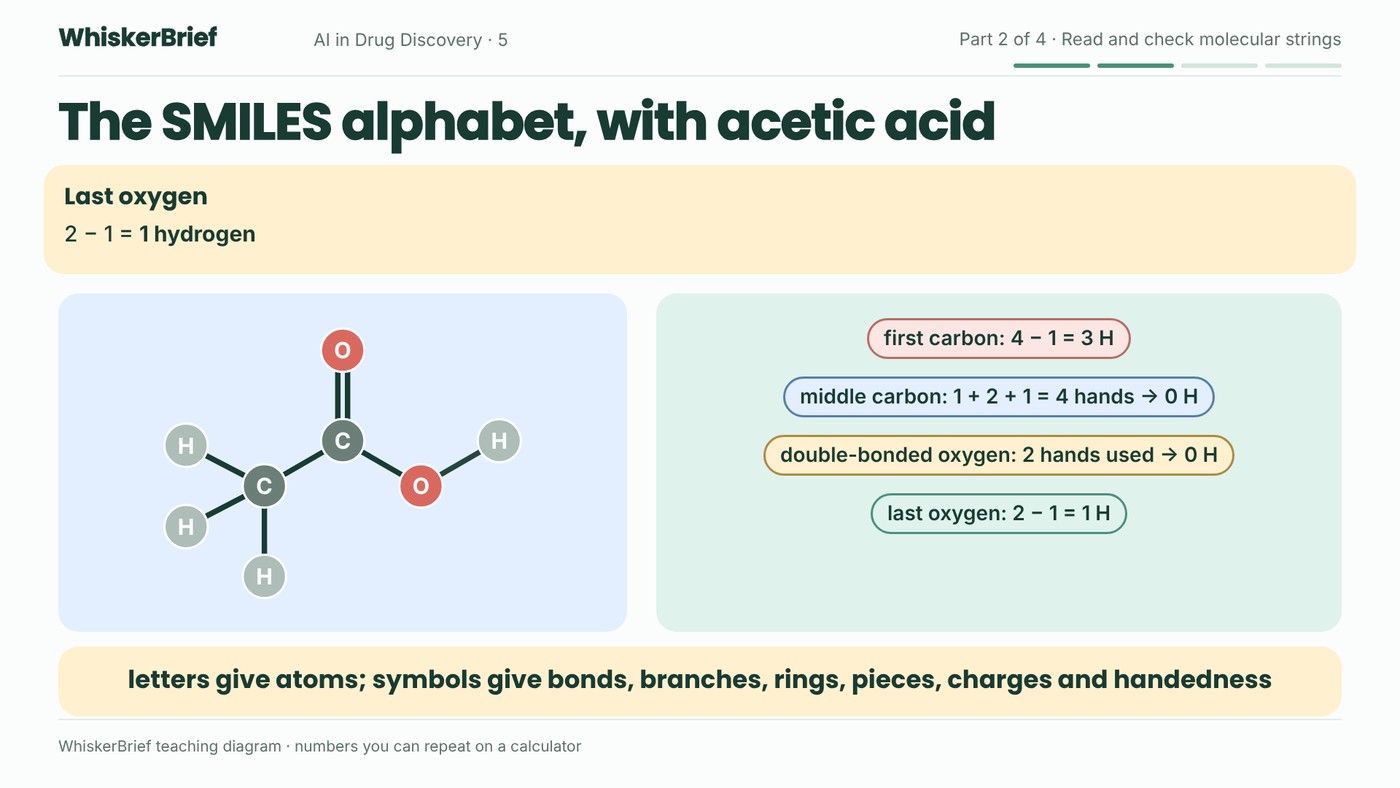 WhiskerBrief
AI in Drug Discovery · 5
Part 2 of 4 · Read and check molecular strings
The SMILES alphabet, with acetic acid
Last oxygen
2 − 1 = 1 hydrogen
O
H
C
H
C
O
H
H
first carbon: 4 − 1 = 3 H
middle carbon: 1 + 2 + 1 = 4 hands → 0 H
double-bonded oxygen: 2 hands used → 0 H
last oxygen: 2 − 1 = 1 H
letters give atoms; symbols give bonds, branches, rings, pieces, charges and handedness
WhiskerBrief teaching diagram · numbers you can repeat on a calculator